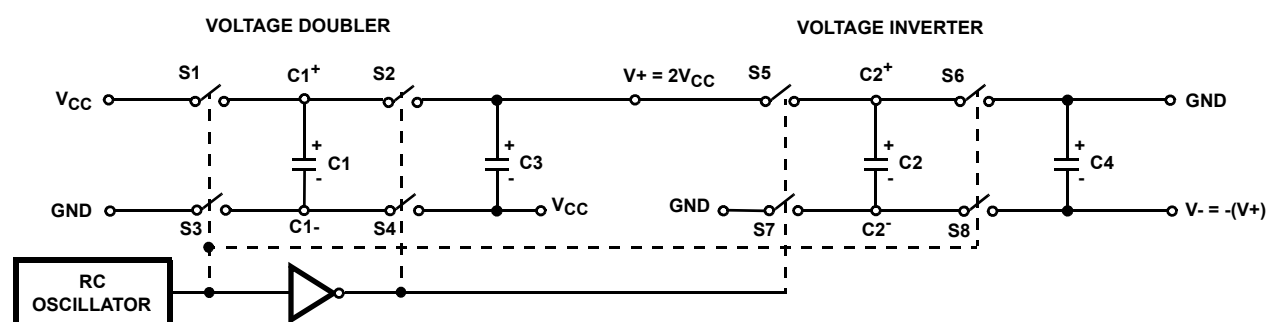 VOLTAGE DOUBLER
VOLTAGE INVERTER
S1
C1+
S2
V+ = 2VCC
S5
C2+
S6
VCC
GND
+
C1
-
+
C3
-
+
C2
-
+
C4
-
GND
S3
C1-
S4
VCC
GND
S7
C2-
S8
V- = -(V+)
RC
OSCILLATOR